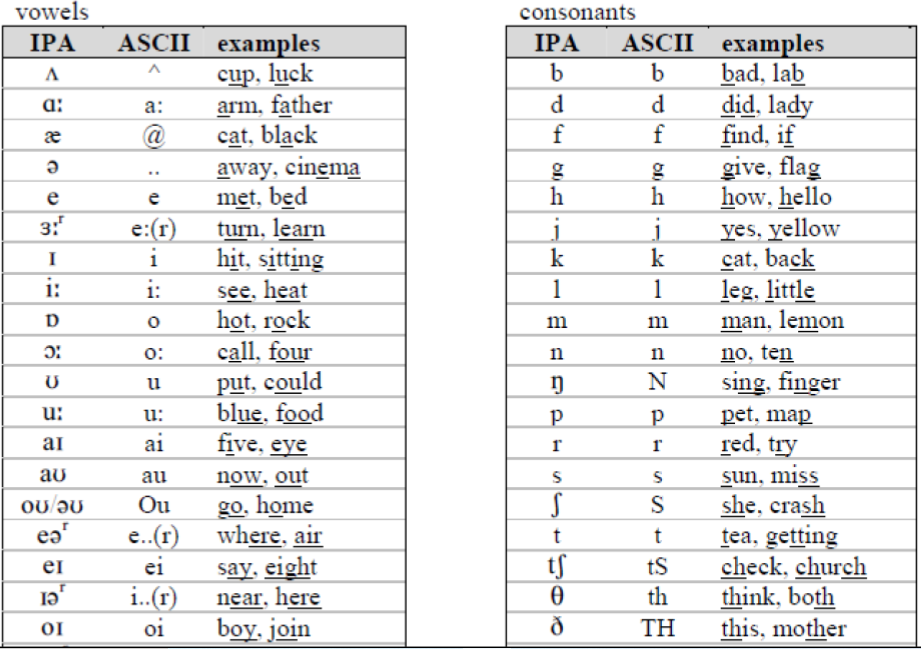 vowels
IPA ASCII examples
ʌ ^ cup, luck
ɑ: a: arm, father
æ @ cat, black
ə .. away, cinema
e e met, bed
ɜ:ʳ e:(r) turn, learn
ɪ i hit, sitting
i: i: see, heat
ɒ o hot, rock
ɔ: o: call, four
ʊ u put, could
u: u: blue, food
aɪ ai five, eye
aʊ au now, out
oʊ/əʊ Ou go, home
eəʳ e..(r) where, air
eɪ ei say, eight
ɪəʳ i..(r) near, here
ɔɪ oi boy, join
consonants
IPA ASCII examples
b b bad, lab
d d did, lady
f f find, if
g g give, flag
h h how, hello
j j yes, yellow
k k cat, back
l l leg, little
m m man, lemon
n n no, ten
ŋ N sing, finger
p p pet, map
r r red, try
s s sun, miss
ʃ S she, crash
t t tea, getting
tʃ tS check, church
θ th think, both
ð TH this, mother